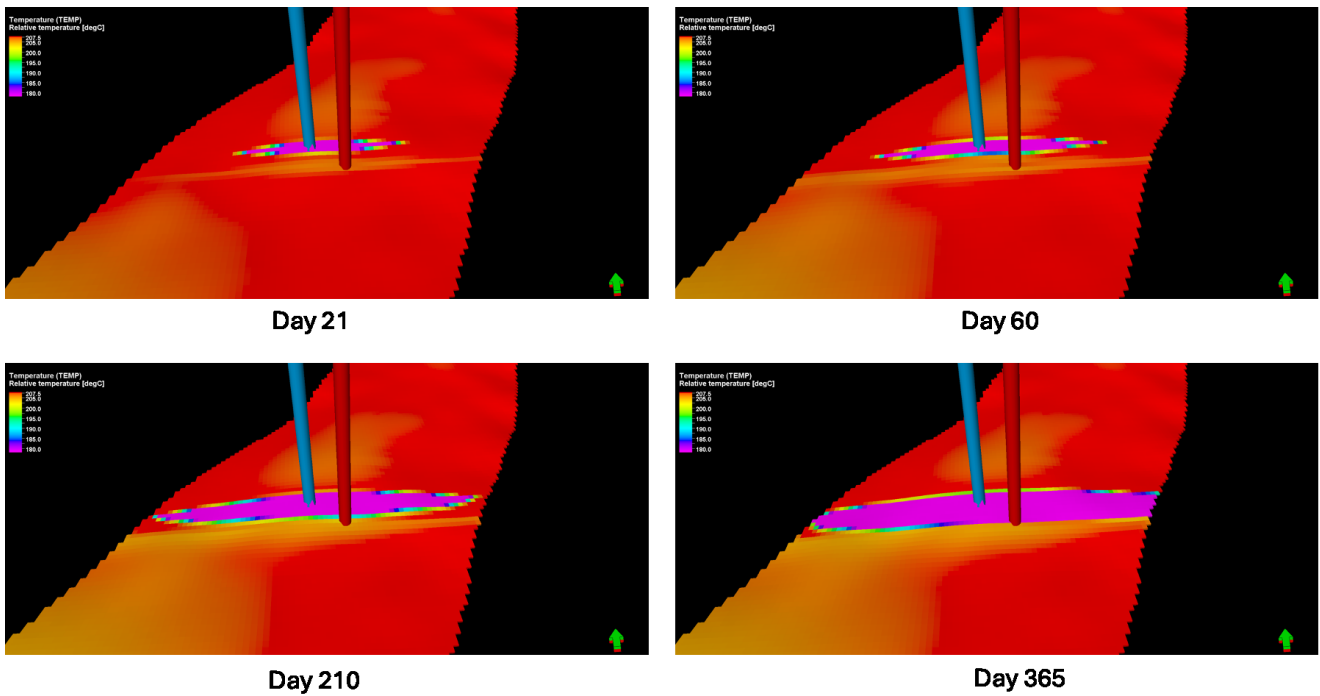 Temperature (TEMP)
Relative temperature [degC]
207.5
205.0
200.0
195.0
190.0
185.0
180.0
Day 21
Temperature (TEMP)
Relative temperature [degC]
207.5
205.0
200.0
195.0
190.0
185.0
180.0
Day 60
Temperature (TEMP)
Relative temperature [degC]
207.5
205.0
200.0
195.0
190.0
185.0
180.0
Day 210
Temperature (TEMP)
Relative temperature [degC]
207.5
205.0
200.0
195.0
190.0
185.0
180.0
Day 365